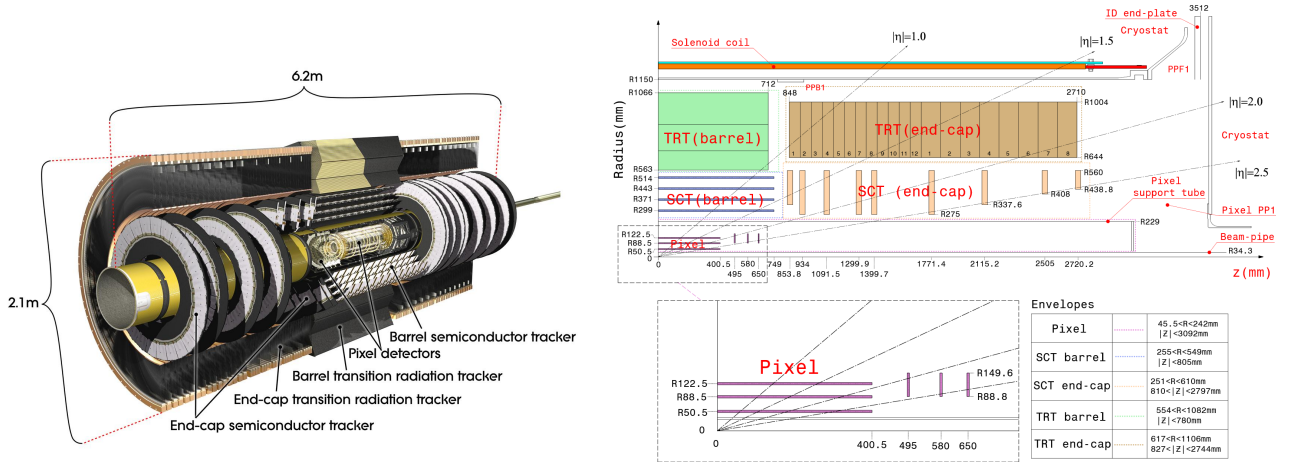 6.2m
2.1m
Barrel semiconductor tracker
Pixel detectors
Barrel transition radiation tracker
End-cap transition radiation tracker
End-cap semiconductor tracker
3512
ID end-plate
Cryostat
|η|=1.0
|η|=1.5
Solenoid coil
PPF1
R1150
712
PPB1
R1066
848
2710
R1004
|η|=2.0
Radius(mm)
TRT(barrel)
TRT(end-cap)
Cryostat
1 2 3 4 5 6 7 8 9 10 11 12 1 2 3 4 5 6 7 8
R644
R563
R514
R443
R371
R299
SCT(barrel)
SCT (end-cap)
R560
R438.8
R408
R337.6
R275
|η|=2.5
Pixel
support tube
Pixel PP1
R229
R122.5
R88.5
R50.5
0
Pixel
Beam-pipe
R34.3
0
400.5
580
749
934
1299.9
1771.4
2115.2
2505
2720.2
z(mm)
495
650
853.8
1091.5
1399.7
Pixel
R122.5
R88.5
R50.5
0
R149.6
R88.8
0
400.5
495
580
650
Envelopes
Pixel
45.5<R<242mm
|Z|<3092mm
SCT barrel
255<R<549mm
|Z|<805mm
SCT end-cap
251<R<610mm
810<|Z|<2797mm
TRT barrel
554<R<1082mm
|Z|<780mm
TRT end-cap
617<R<1106mm
827<|Z|<2744mm